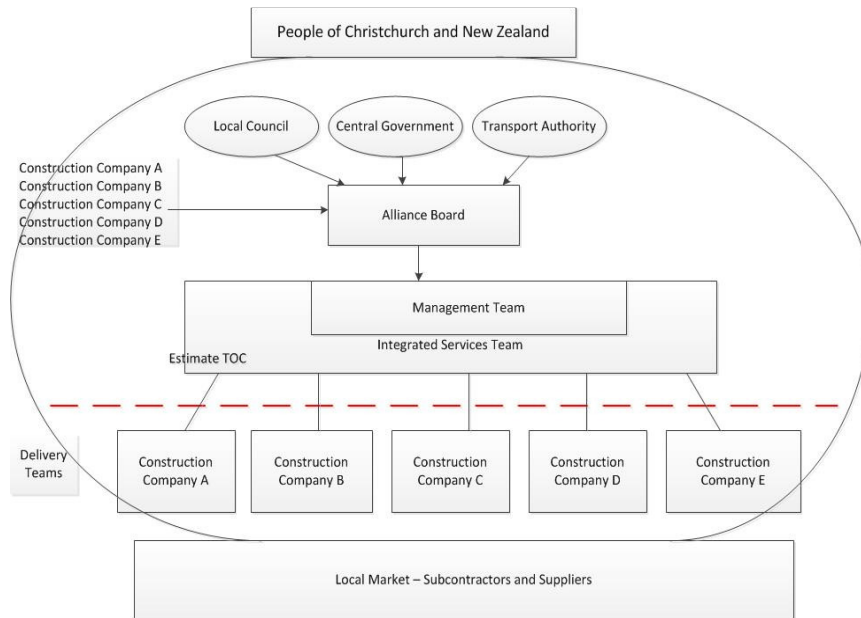 People of Christchurch and New Zealand
Local Council
Central Government
Transport Authority
Construction Company A
Construction Company B
Construction Company C
Construction Company D
Construction Company E
Alliance Board
Management Team
Integrated Services Team
Estimate TOC
Delivery
Teams
Construction
Company A
Construction
Company B
Construction
Company C
Construction
Company D
Construction
Company E
Local Market – Subcontractors and Suppliers